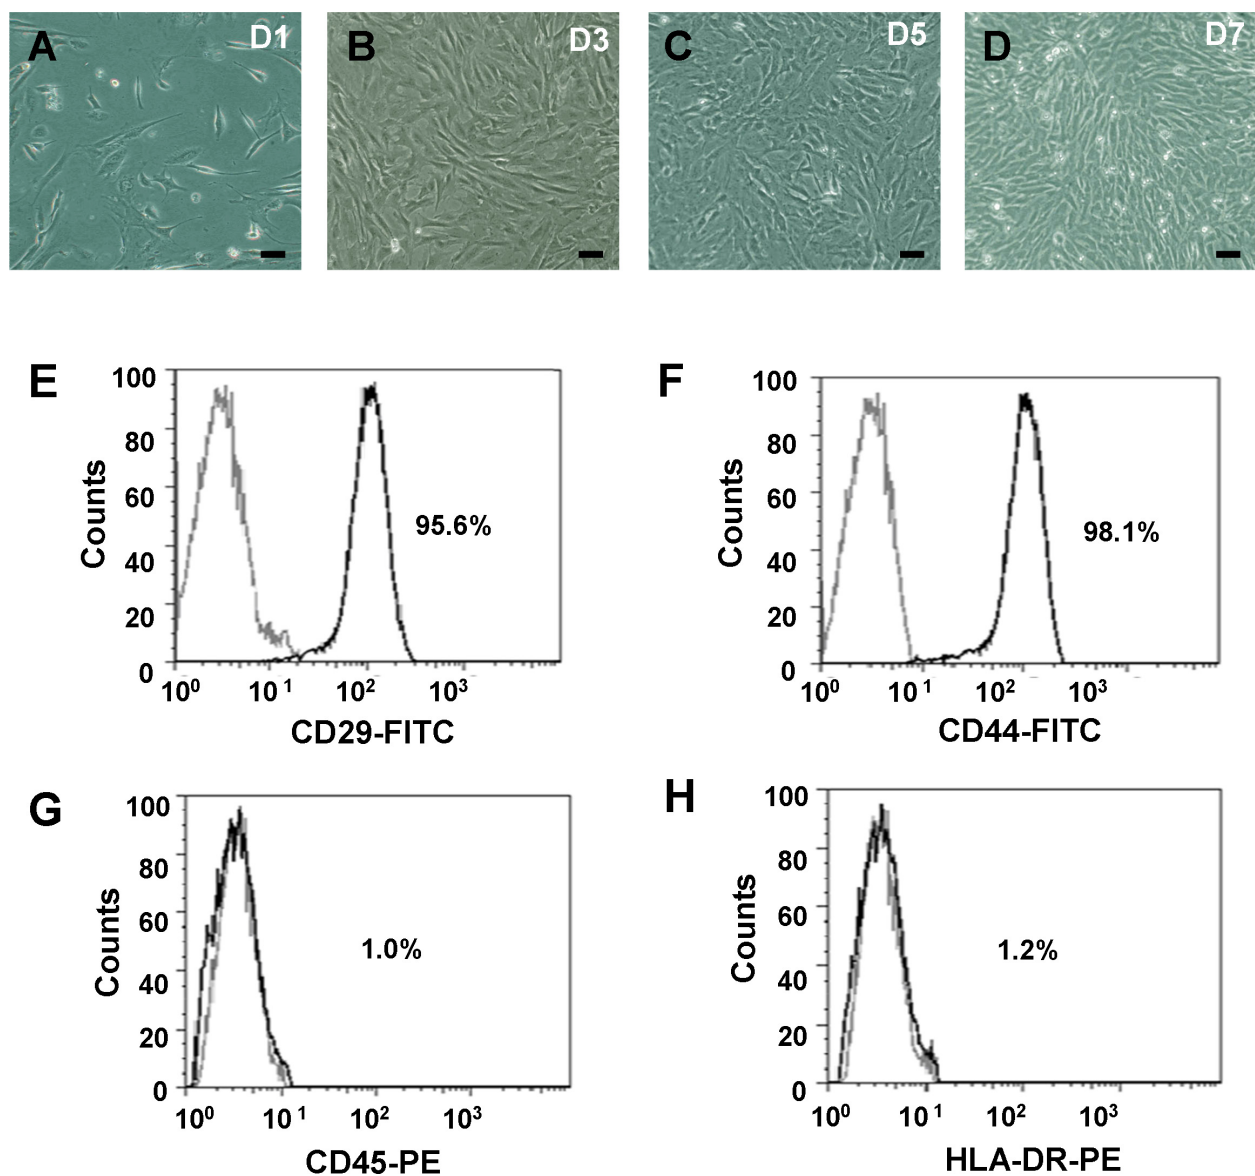 A D1
B D3
C D5
D D7
E
100
80
60
40
20
0
Counts
95.6%
10⁰ 10¹ 10² 10³
CD29-FITC
F
100
80
60
40
20
0
Counts
98.1%
10⁰ 10¹ 10² 10³
CD44-FITC
G
100
80
60
40
20
0
Counts
1.0%
10⁰ 10¹ 10² 10³
CD45-PE
H
100
80
60
40
20
0
Counts
1.2%
10⁰ 10¹ 10² 10³
HLA-DR-PE